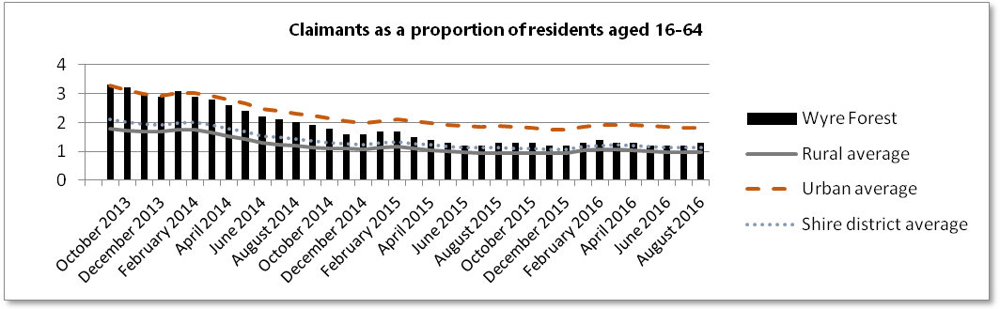 Claimants as a proportion of residents aged 16-64
4
3
2
1
0
October 2013
December 2013
February 2014
April 2014
June 2014
August 2014
October 2014
December 2014
February 2015
April 2015
June 2015
August 2015
October 2015
December 2015
February 2016
April 2016
June 2016
August 2016
Wyre Forest
Rural average
Urban average
Shire district average